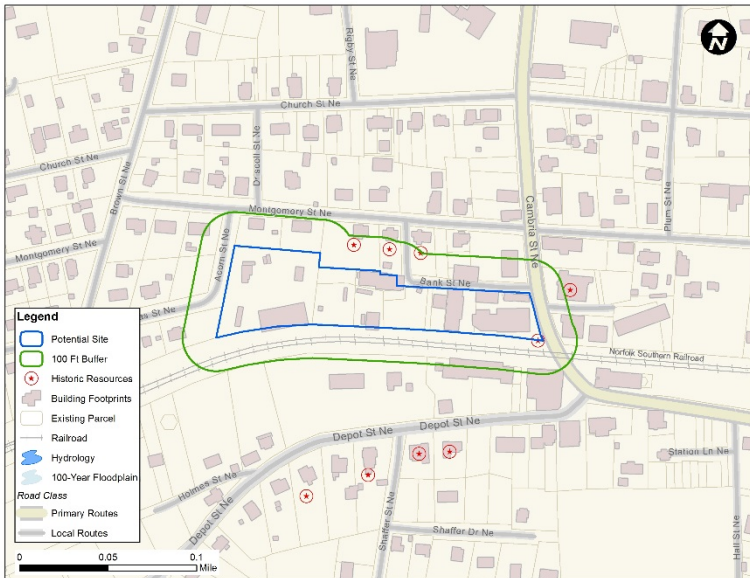 N
Rigby St Ne
Church St Ne
Church St Ne
Brown St Ne
Cambria St NE
Plum St Ne
Montgomery St NE
Montgomery St Ne
Acorn St Ne
Bank St NE
Legend
Potential Site
100 Ft Buffer
Historic Resources
Building Footprints
Existing Parcel
Railroad
Hydrology
100-Year Floodplain
Road Class
Primary Routes
Local Routes
Norfolk Southern Railroad
Depot St NE
Depot St Ne
Station Ln Ne
Holmes St Ne
Depot St Ne
Shaffer St Ne
Shaffer Dr Ne
Hall St Ne
0 0.05 0.1
Mile